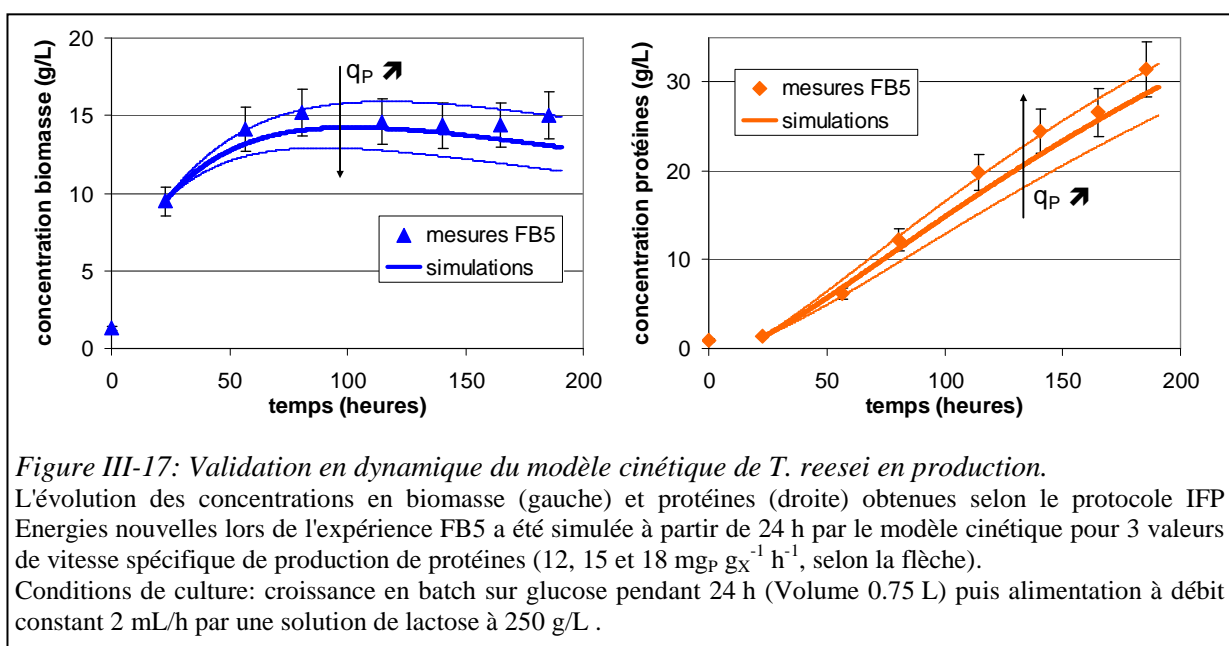 20
15
10
5
0
0
50
100
150
200
concentration biomasse (g/L)
temps (heures)
qP ↗
mesures FB5
simulations
30
20
10
0
0
50
100
150
200
concentration protéines (g/L)
temps (heures)
mesures FB5
simulations
qP ↗
Figure III-17: Validation en dynamique du modèle cinétique de T. reesei en production.
L'évolution des concentrations en biomasse (gauche) et protéines (droite) obtenues selon le protocole IFP
Energies nouvelles lors de l'expérience FB5 a été simulée à partir de 24 h par le modèle cinétique pour 3 valeurs
de vitesse spécifique de production de protéines (12, 15 et 18 mgP gX⁻¹ h⁻¹, selon la flèche).
Conditions de culture: croissance en batch sur glucose pendant 24 h (Volume 0.75 L) puis alimentation à débit
constant 2 mL/h par une solution de lactose à 250 g/L .